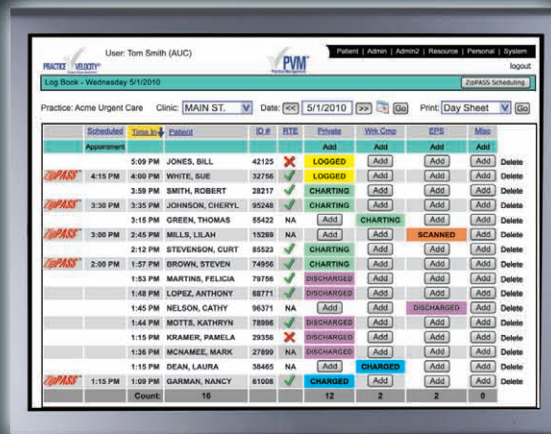 User: Tom Smith (AUC)
Patient | Admin | Admin2 | Resource | Personal | System
PRACTICE VELOCITY
PVM
logout
Log Book - Wednesday 5/1/2010
ZipPASS Scheduling
Practice: Acme Urgent Care Clinic: MAIN ST. Date: << 5/1/2010 >> Go Print: Day Sheet Go
Scheduled Time In Patient ID # RTE Private Wrk Cmp EPS Misc
Appointment Add Add Add Add
5:09 PM JONES, BILL 42125 LOGGED Add Add Add Delete
ZipPASS 4:15 PM 4:00 PM WHITE, SUE 32756 LOGGED Add Add Add Delete
3:59 PM SMITH, ROBERT 28217 CHARTING Add Add Add Delete
ZipPASS 3:30 PM 3:35 PM JOHNSON, CHERYL 95248 CHARTING Add Add Add Delete
3:15 PM GREEN, THOMAS 55422 NA Add CHARTING Add Add Delete
ZipPASS 3:00 PM 2:45 PM MILLS, LILAH 15269 NA Add Add SCANNED Add Delete
2:12 PM STEVENSON, CURT 85523 CHARTING Add Add Add Delete
ZipPASS 2:00 PM 1:57 PM BROWN, STEVEN 74956 CHARTING Add Add Add Delete
1:53 PM MARTINS, FELICIA 79756 DISCHARGED Add Add Add Delete
1:48 PM LOPEZ, ANTHONY 68771 DISCHARGED Add Add Add Delete
1:45 PM NELSON, CATHY 96371 NA Add Add DISCHARGED Add Delete
1:44 PM MOTTS, KATHRYN 78996 DISCHARGED Add Add Add Delete
1:15 PM KRAMER, PAMELA 29356 DISCHARGED Add Add Add Delete
1:36 PM MCNAMEE, MARK 27899 NA DISCHARGED Add Add Add Delete
1:15 PM DEAN, LAURA 38465 NA Add CHARGED Add Add Delete
ZipPASS 1:15 PM 1:09 PM GARMAN, NANCY 61008 CHARGED Add Add Add Delete
Count: 16 12 2 2 0